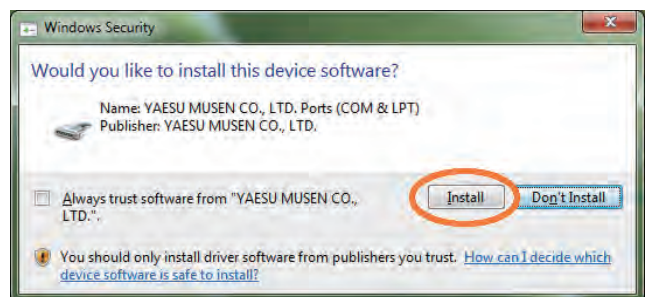 Windows Security
Would you like to install this device software?
Name: YAESU MUSEN CO., LTD. Ports (COM & LPT)
Publisher: YAESU MUSEN CO., LTD.
Always trust software from "YAESU MUSEN CO.,
LTD.".
Install
Don't Install
You should only install driver software from publishers you trust. How can I decide which
device software is safe to install?